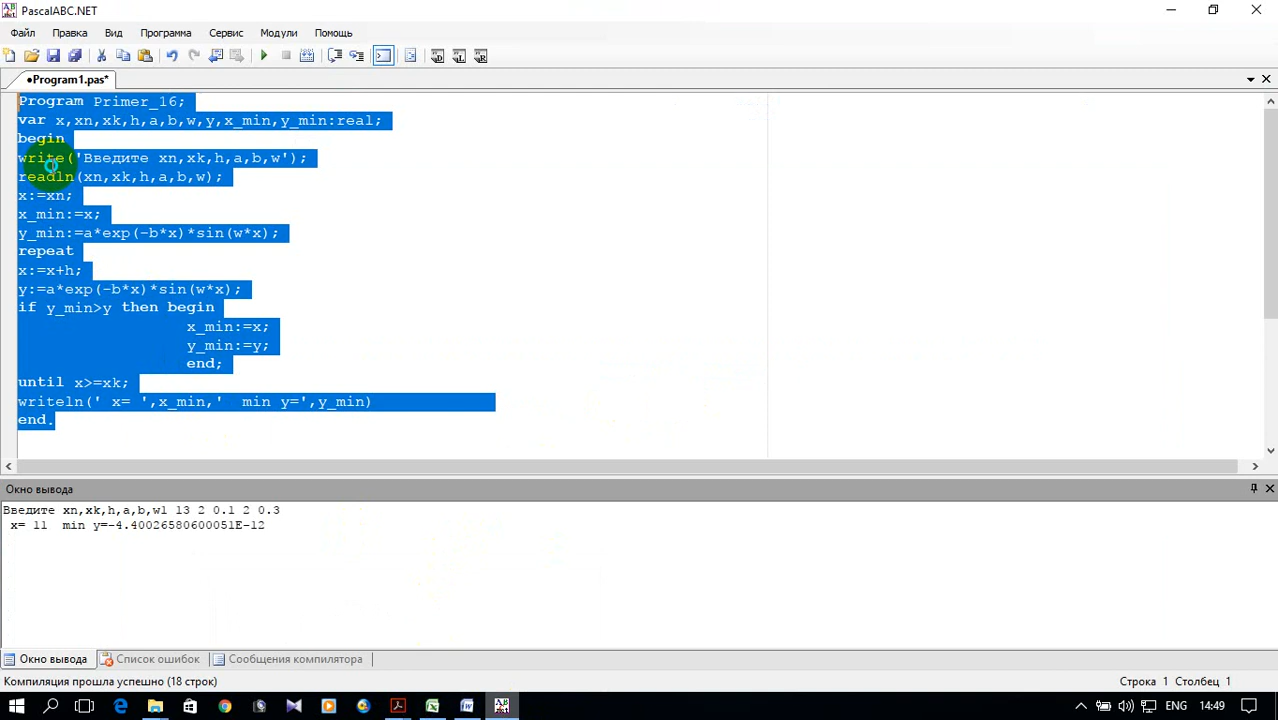 PascalABC.NET
Файл Правка Вид Программа Сервис Модули Помощь
●Program1.pas*
Program Primer_16;
var x,xn,xk,h,a,b,w,y,x_min,y_min:real;
begin
write('Введите xn,xk,h,a,b,w');
readln(xn,xk,h,a,b,w);
x:=xn;
x_min:=x;
y_min:=a*exp(-b*x)*sin(w*x);
repeat
x:=x+h;
y:=a*exp(-b*x)*sin(w*x);
if y_min>y then begin
x_min:=x;
y_min:=y;
end;
until x>=xk;
writeln(' x= ',x_min,'  min y=',y_min)
end.
Окно вывода
Введите xn,xk,h,a,b,w1 13 2 0.1 2 0.3
x= 11  min y=-4.40026580600051E-12
Окно вывода Список ошибок Сообщения компилятора
Компиляция прошла успешно (18 строк) Строка 1 Столбец 1
ENG 14:49